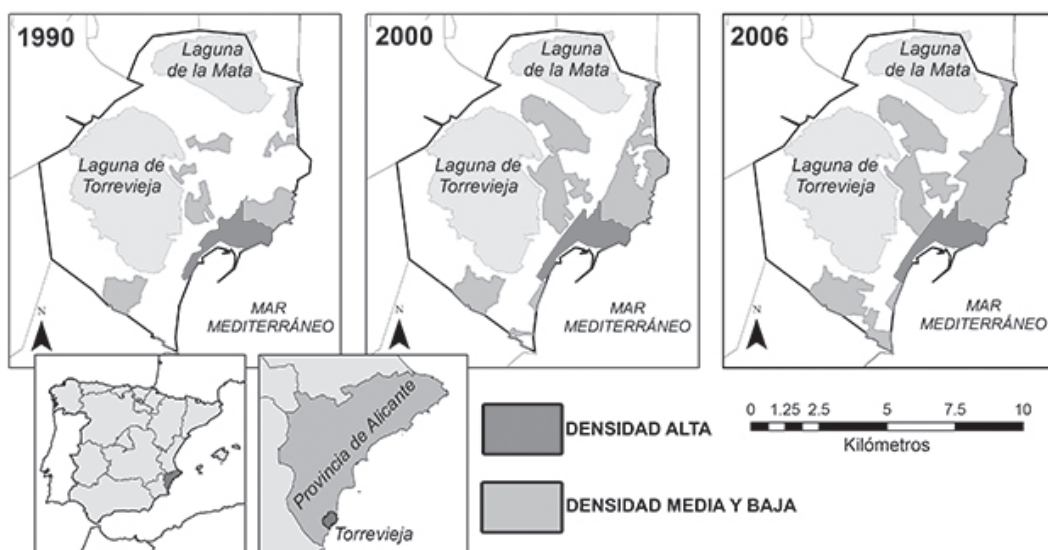 1990
Laguna
de la Mata
Laguna de
Torrevieja
N
MAR
MEDITERRÁNEO
2000
Laguna
de la Mata
Laguna de
Torrevieja
N
MAR
MEDITERRÁNEO
2006
Laguna
de la Mata
Laguna de
Torrevieja
N
MAR
MEDITERRÁNEO
Provincia de Alicante
Torrevieja
DENSIDAD ALTA
DENSIDAD MEDIA Y BAJA
0 1.25 2.5 5 7.5 10
Kilómetros